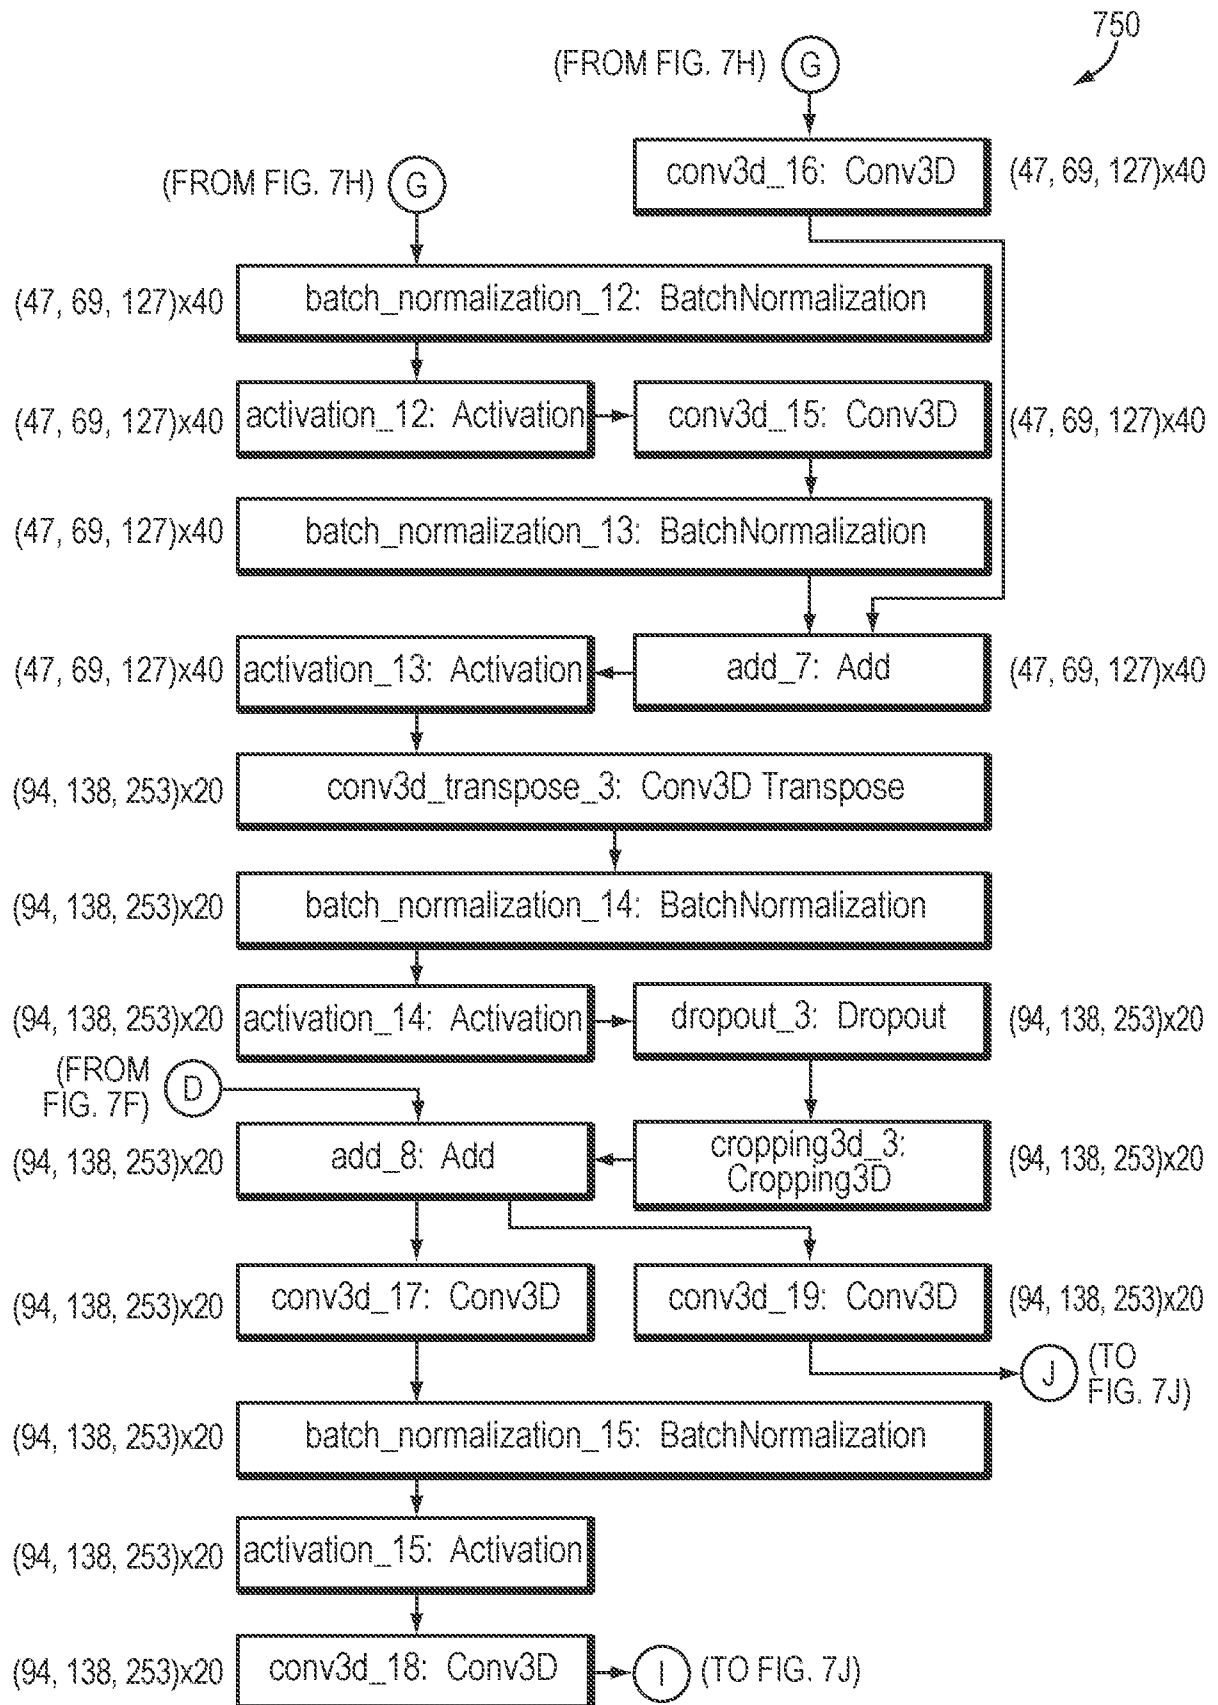 750
(FROM FIG. 7H) G
conv3d_16: Conv3D (47, 69, 127)x40
(FROM FIG. 7H) G
(47, 69, 127)x40 batch_normalization_12: BatchNormalization
(47, 69, 127)x40 activation_12: Activation conv3d_15: Conv3D (47, 69, 127)x40
(47, 69, 127)x40 batch_normalization_13: BatchNormalization
(47, 69, 127)x40 activation_13: Activation add_7: Add (47, 69, 127)x40
(94, 138, 253)x20 conv3d_transpose_3: Conv3D Transpose
(94, 138, 253)x20 batch_normalization_14: BatchNormalization
(94, 138, 253)x20 activation_14: Activation dropout_3: Dropout (94, 138, 253)x20
(FROM
FIG. 7F) D
(94, 138, 253)x20 add_8: Add cropping3d_3: (94, 138, 253)x20
Cropping3D
(94, 138, 253)x20 conv3d_17: Conv3D conv3d_19: Conv3D (94, 138, 253)x20
J (TO
FIG. 7J)
(94, 138, 253)x20 batch_normalization_15: BatchNormalization
(94, 138, 253)x20 activation_15: Activation
(94, 138, 253)x20 conv3d_18: Conv3D I (TO FIG. 7J)